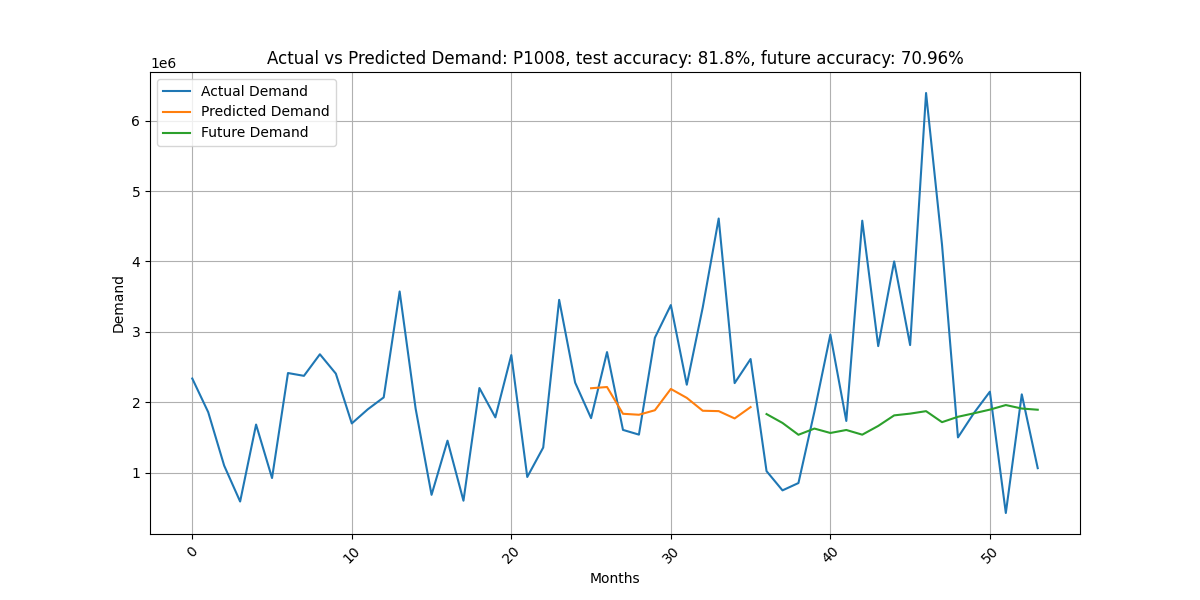 Actual vs Predicted Demand: P1008, test accuracy: 81.8%, future accuracy: 70.96%
1e6
Actual Demand
Predicted Demand
Future Demand
6
5
4
3
2
1
Demand
0 10 20 30 40 50
Months